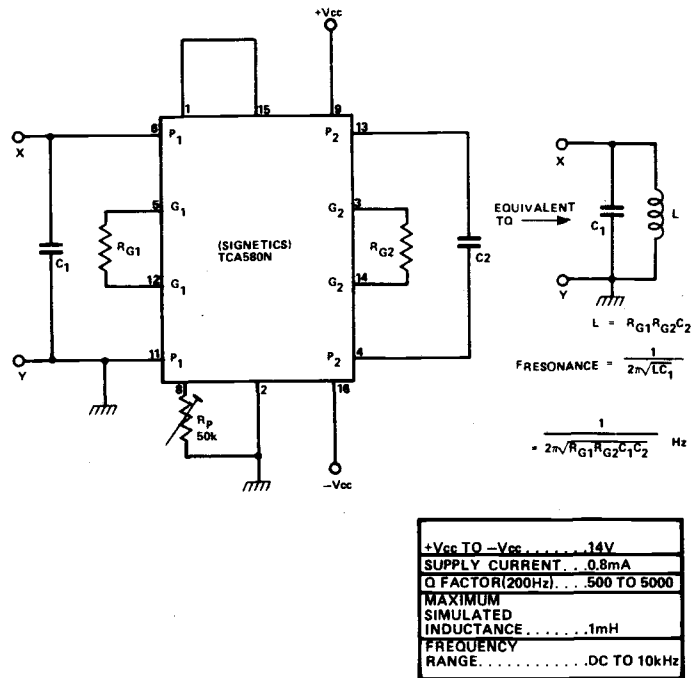 +Vcc
1
15
9
X
6
P1
P2
13
C1
5
G1
RG1
12
G1
(SIGNETICS)
TCA580N
G2
3
RG2
G2
14
C2
Y
11
P1
P2
4
8
2
16
RP
50k
-Vcc
EQUIVALENT
TO
X
C1
L
Y
L = RG1RG2C2
FRESONANCE = 1 / 2π√LC1
= 1 / 2π√RG1RG2C1C2 Hz
+Vcc TO -Vcc.......14V
SUPPLY CURRENT...0.8mA
Q FACTOR(200Hz)....500 TO 5000
MAXIMUM
SIMULATED
INDUCTANCE.......1mH
FREQUENCY
RANGE............DC TO 10kHz